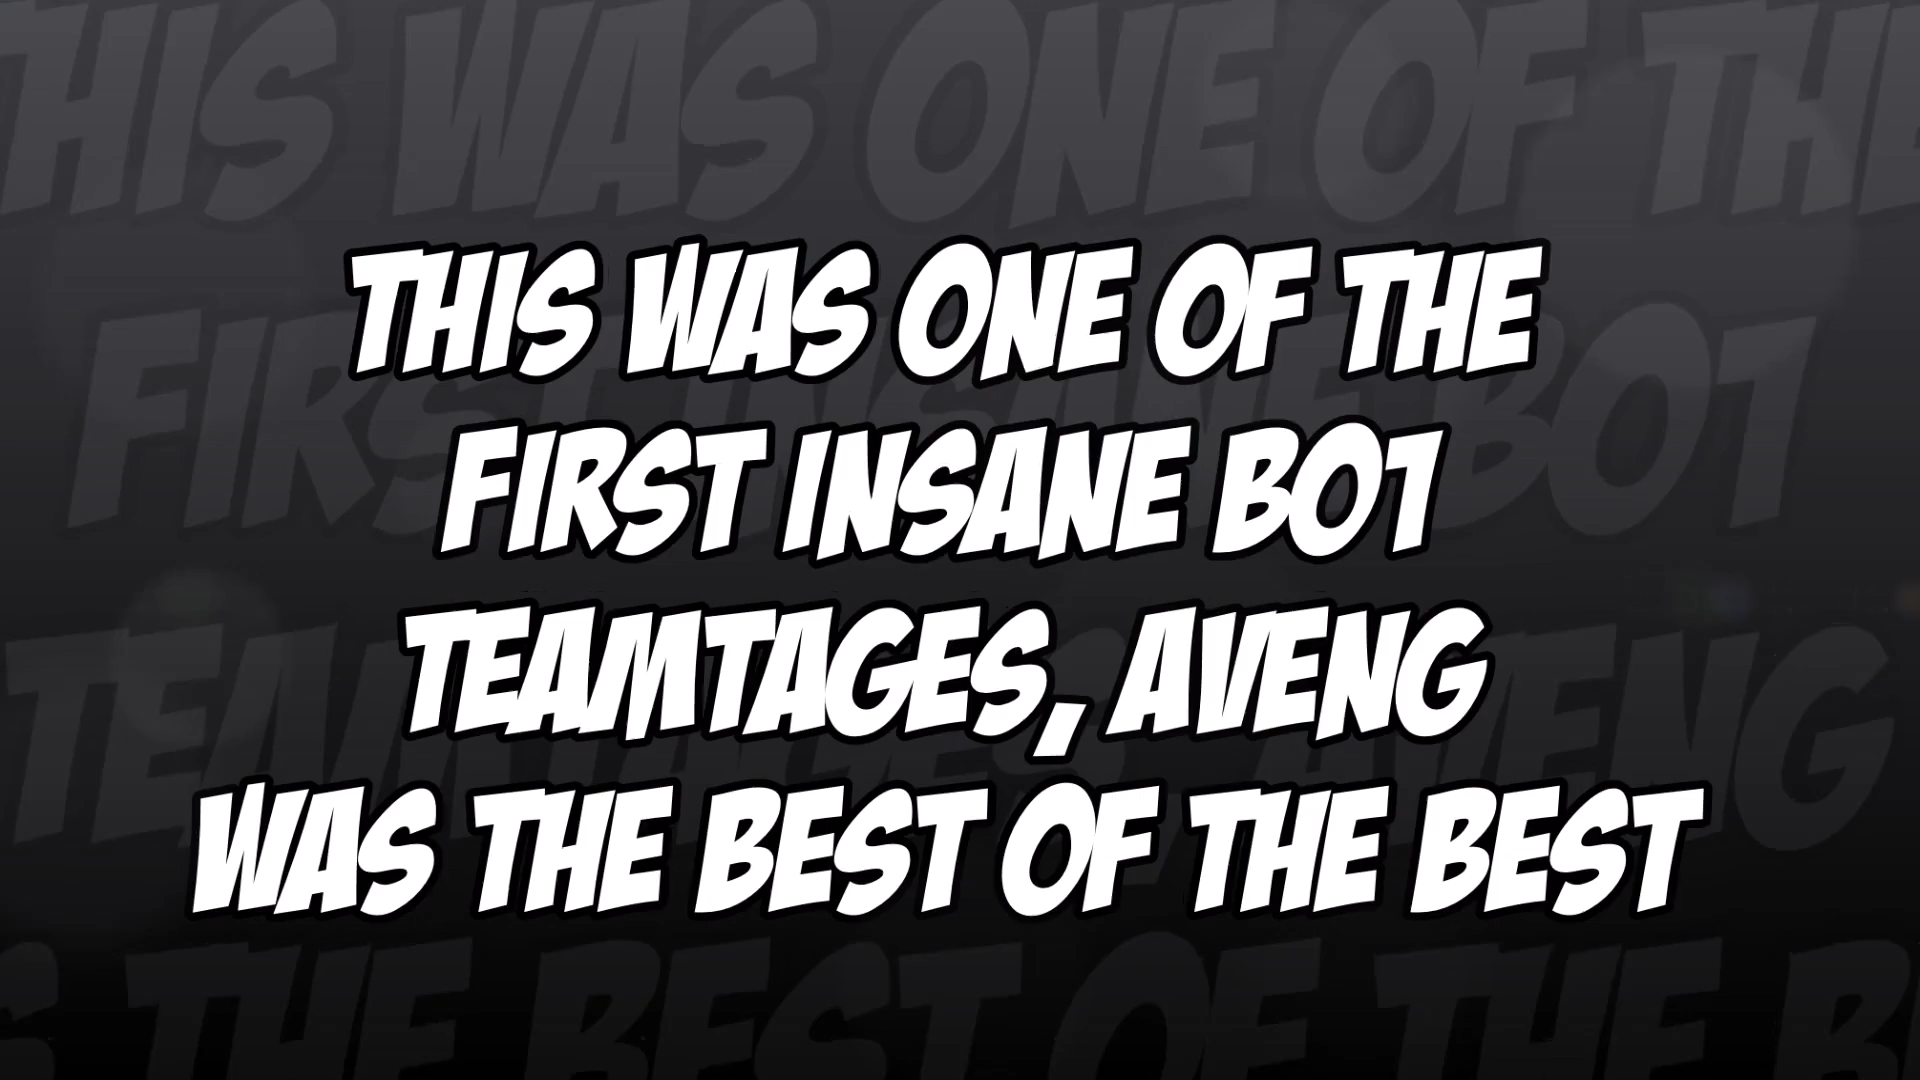 THIS WAS ONE OF THE
FIRST INSANE BO1
TEAMTAGES, AVENG
WAS THE BEST OF THE BEST